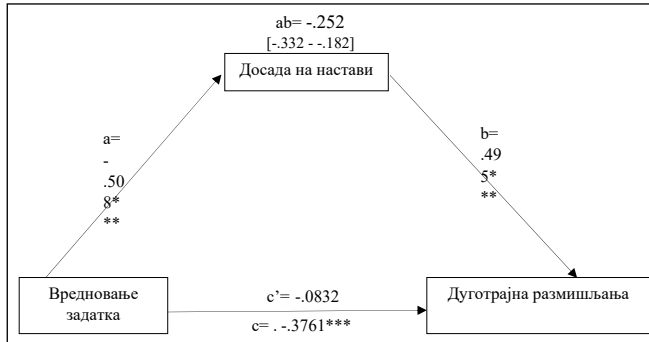 ab= -.252
[-.332 - -.182]
Досада на настави
a=
-
.50
8*
**
b=
.49
5*
**
Вредновање
задатка
c’= -.0832
c= . -.3761***
Дуготрајна размишљања